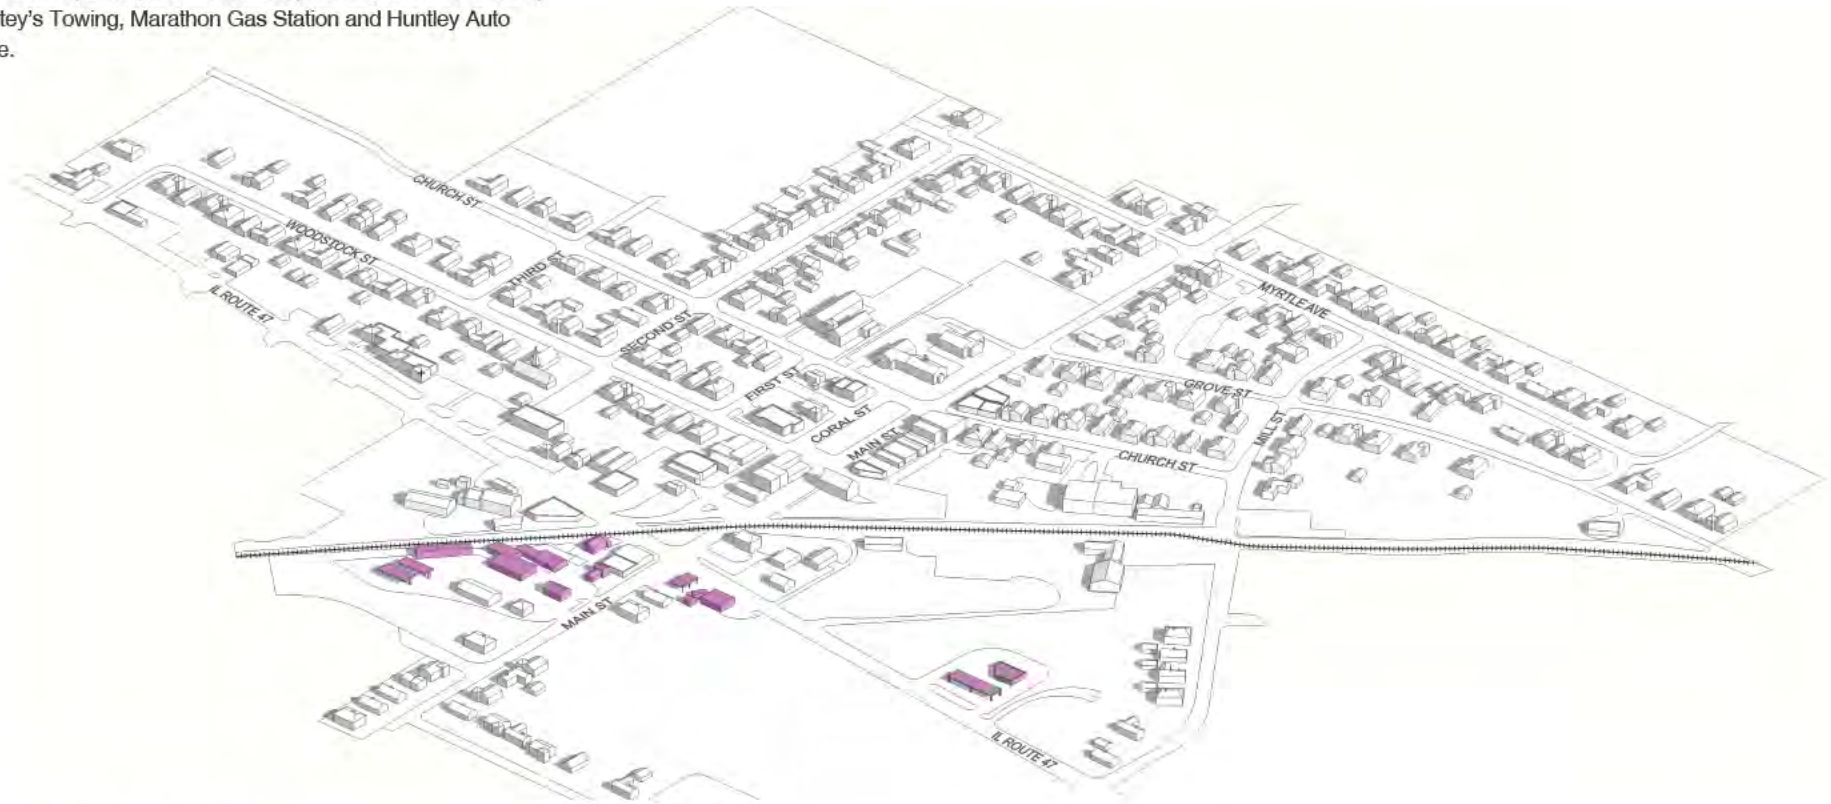 tey's Towing, Marathon Gas Station and Huntley Auto
e.
CHURCH ST
WOODSTOCK ST
THIRD ST
IL ROUTE 47
SECOND ST
MYRTLE AVE
FIRST ST
GROVE ST
CORAL ST
MAIN ST
MILL ST
CHURCH ST
MAIN ST
IL ROUTE 47